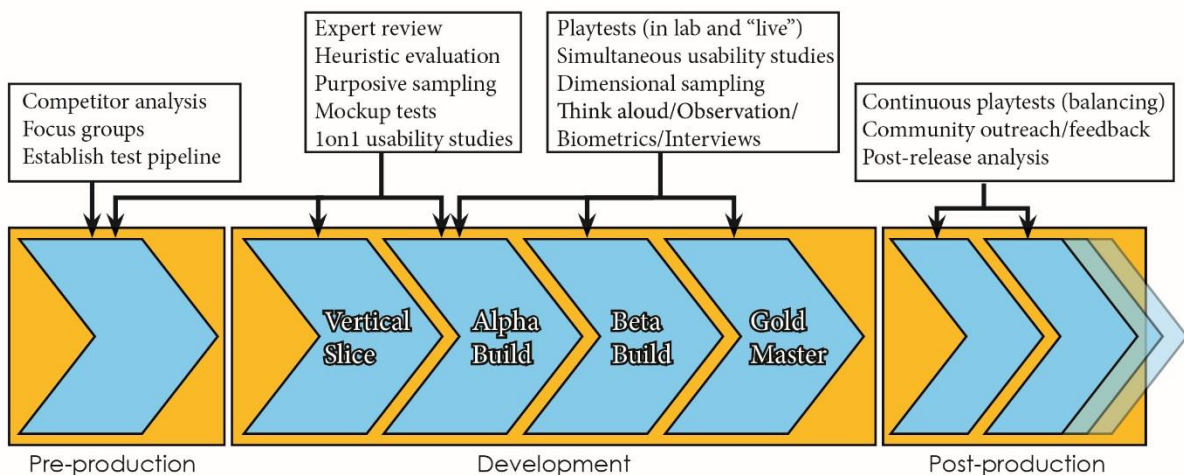 Competitor analysis
Focus groups
Establish test pipeline
Expert review
Heuristic evaluation
Purposive sampling
Mockup tests
1on1 usability studies
Playtests (in lab and “live”)
Simultaneous usability studies
Dimensional sampling
Think aloud/Observation/
Biometrics/Interviews
Continuous playtests (balancing)
Community outreach/feedback
Post-release analysis
Vertical
Slice
Alpha
Build
Beta
Build
Gold
Master
Pre-production
Development
Post-production